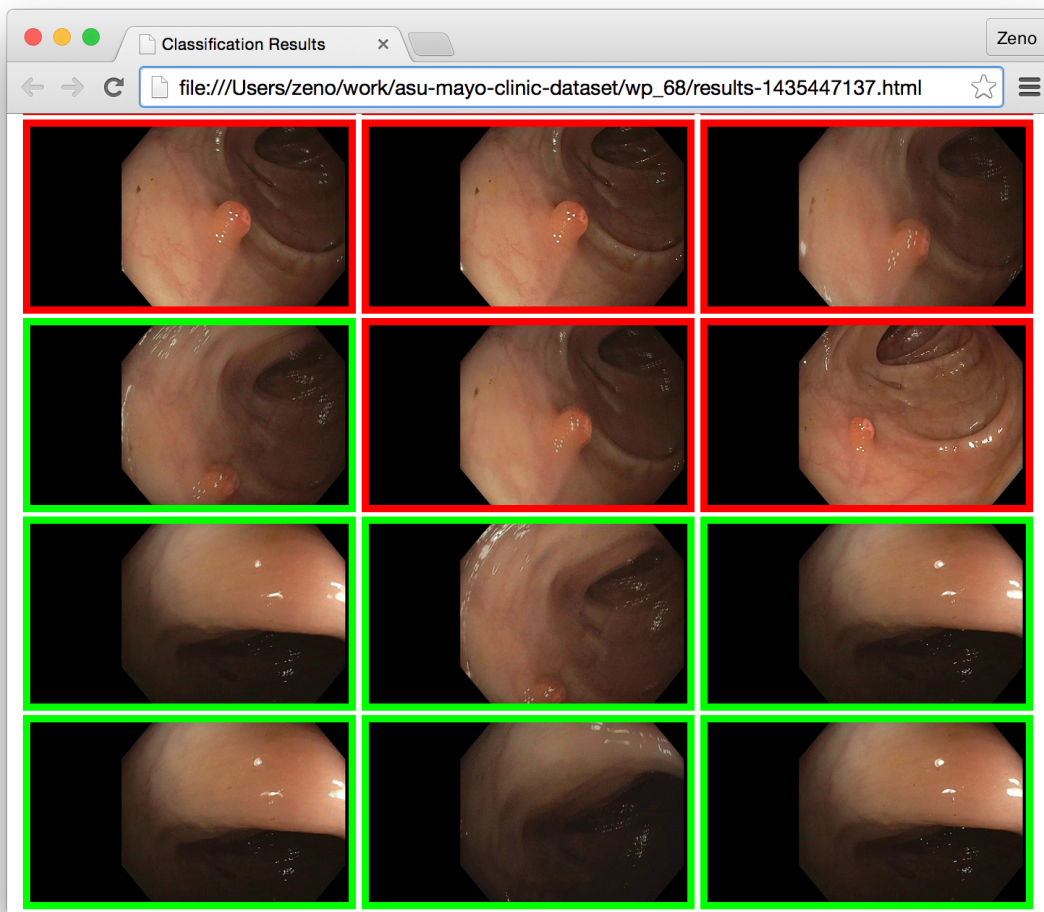 Classification Results
Zeno
file:///Users/zeno/work/asu-mayo-clinic-dataset/wp_68/results-1435447137.html